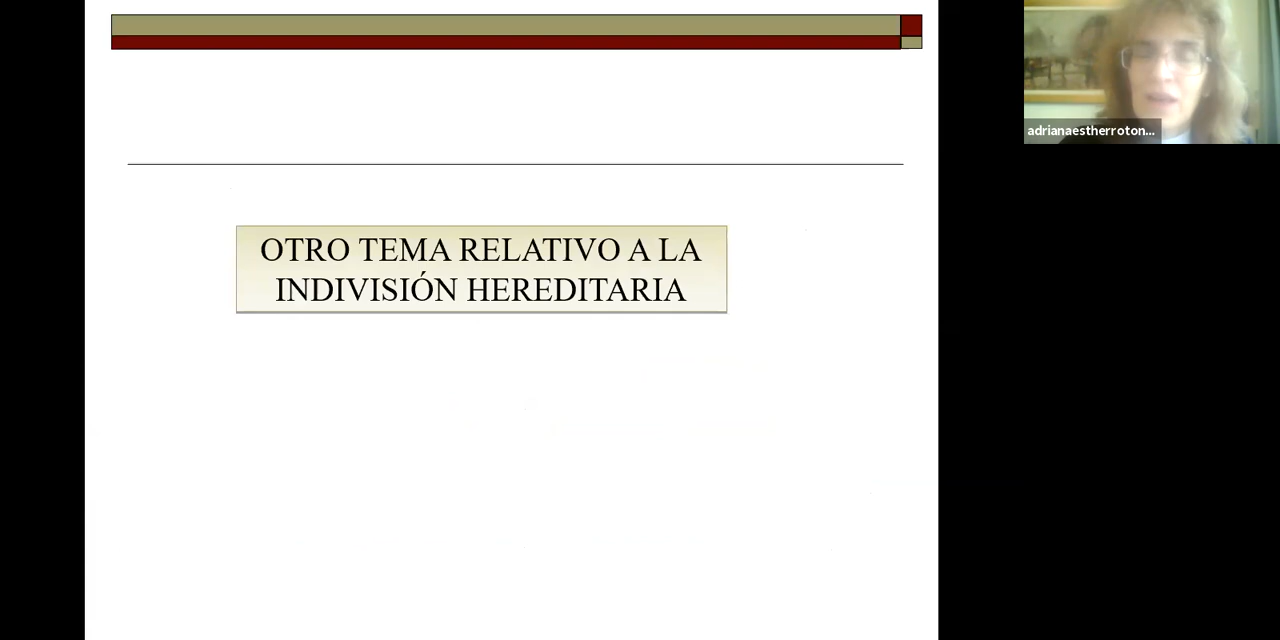 OTRO TEMA RELATIVO A LA
INDIVISIÓN HEREDITARIA
adrianaestherroton...